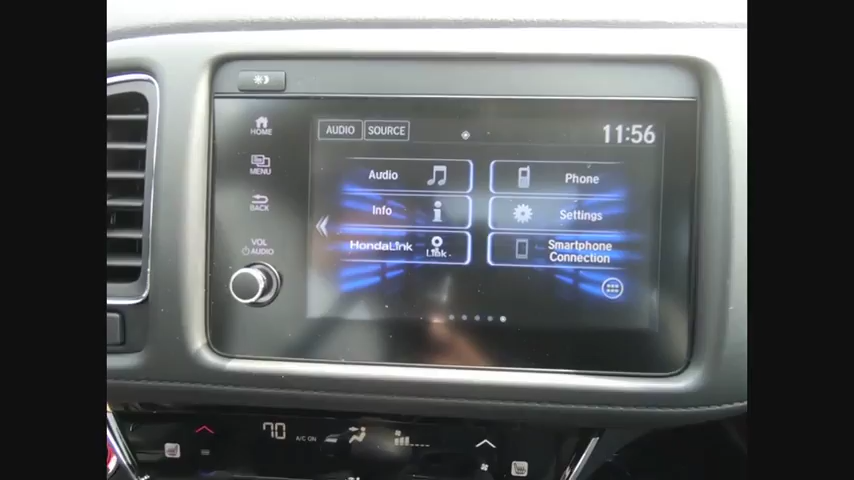 HOME
MENU
BACK
VOL
AUDIO
AUDIO SOURCE 11:56
Audio Phone
Info Settings
HondaLink Link
Smartphone
Connection
70 A/C ON